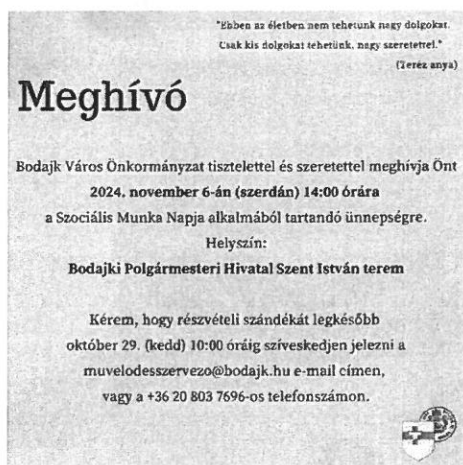 "Ebben az életben nem tehetünk nagy dolgokat.
Csak kis dolgokat tehetünk, nagy szeretettel."
(Teréz anya)
Meghívó
Bodajk Város Önkormányzat tisztelettel és szeretettel meghívja Önt
2024. november 6-án (szerdán) 14:00 órára
a Szociális Munka Napja alkalmából tartandó ünnepségre.
Helyszín:
Bodajki Polgármesteri Hivatal Szent István terem
Kérem, hogy részvételi szándékát legkésőbb
október 29. (kedd) 10:00 óráig szíveskedjen jelezni a
muvelodesszervezo@bodajk.hu e-mail címen,
vagy a +36 20 803 7696-os telefonszámon.